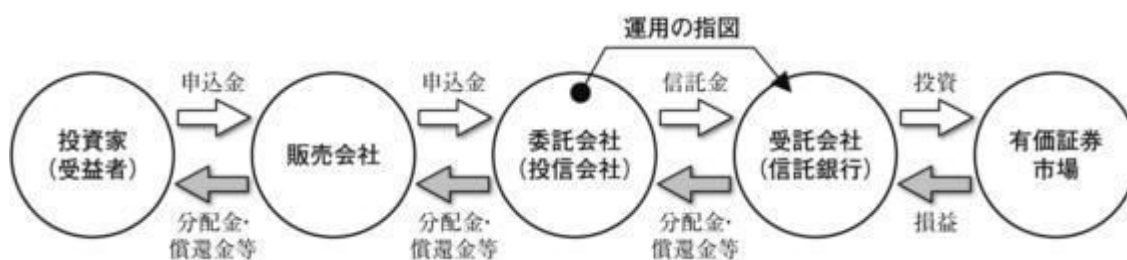 運用の指図
申込金
申込金
信託金
投資
投資家
(受益者)
販売会社
委託会社
(投信会社)
受託会社
(信託銀行)
有価証券
市場
分配金・
償還金等
分配金・
償還金等
分配金・
償還金等
損益